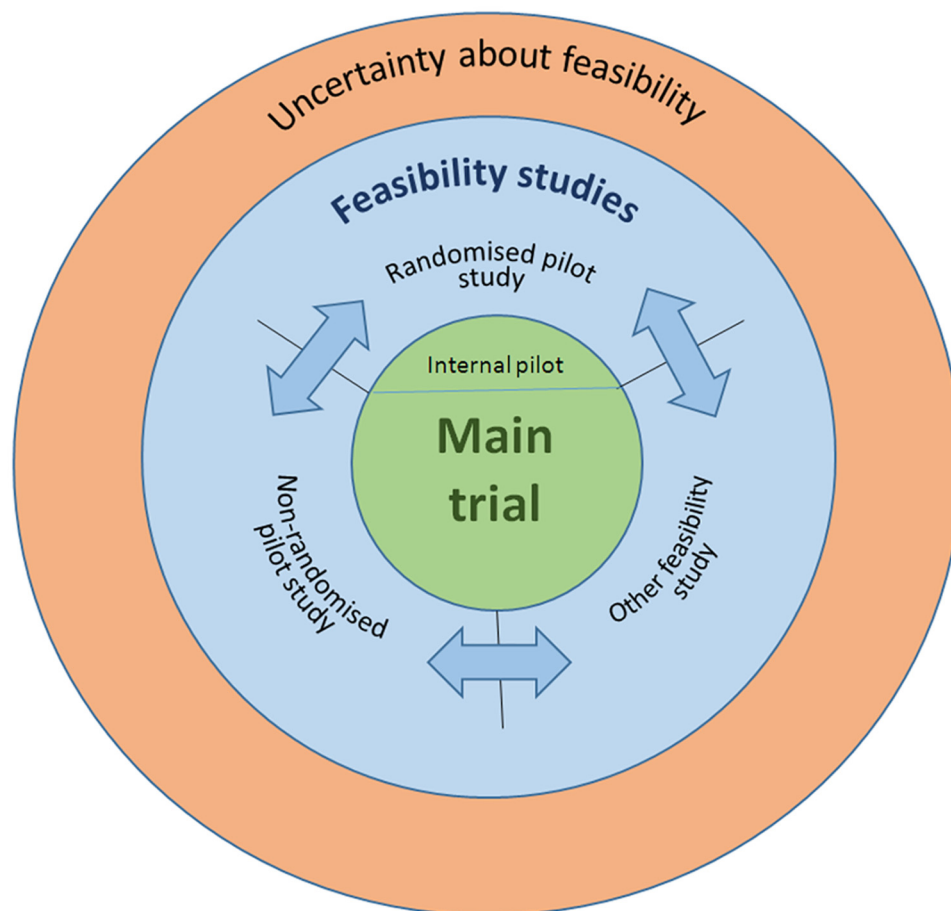 Uncertainty about feasibility
Feasibility studies
Randomised pilot
study
Internal pilot
Main
trial
Non-randomised
pilot study
Other feasibility
study